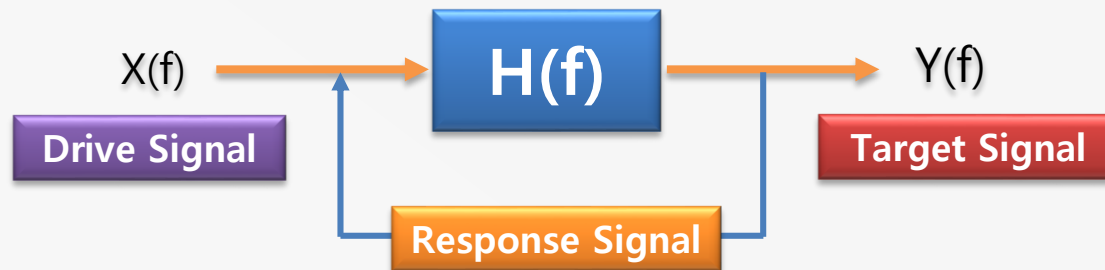 X(f)
H(f)
Y(f)
Drive Signal
Target Signal
Response Signal